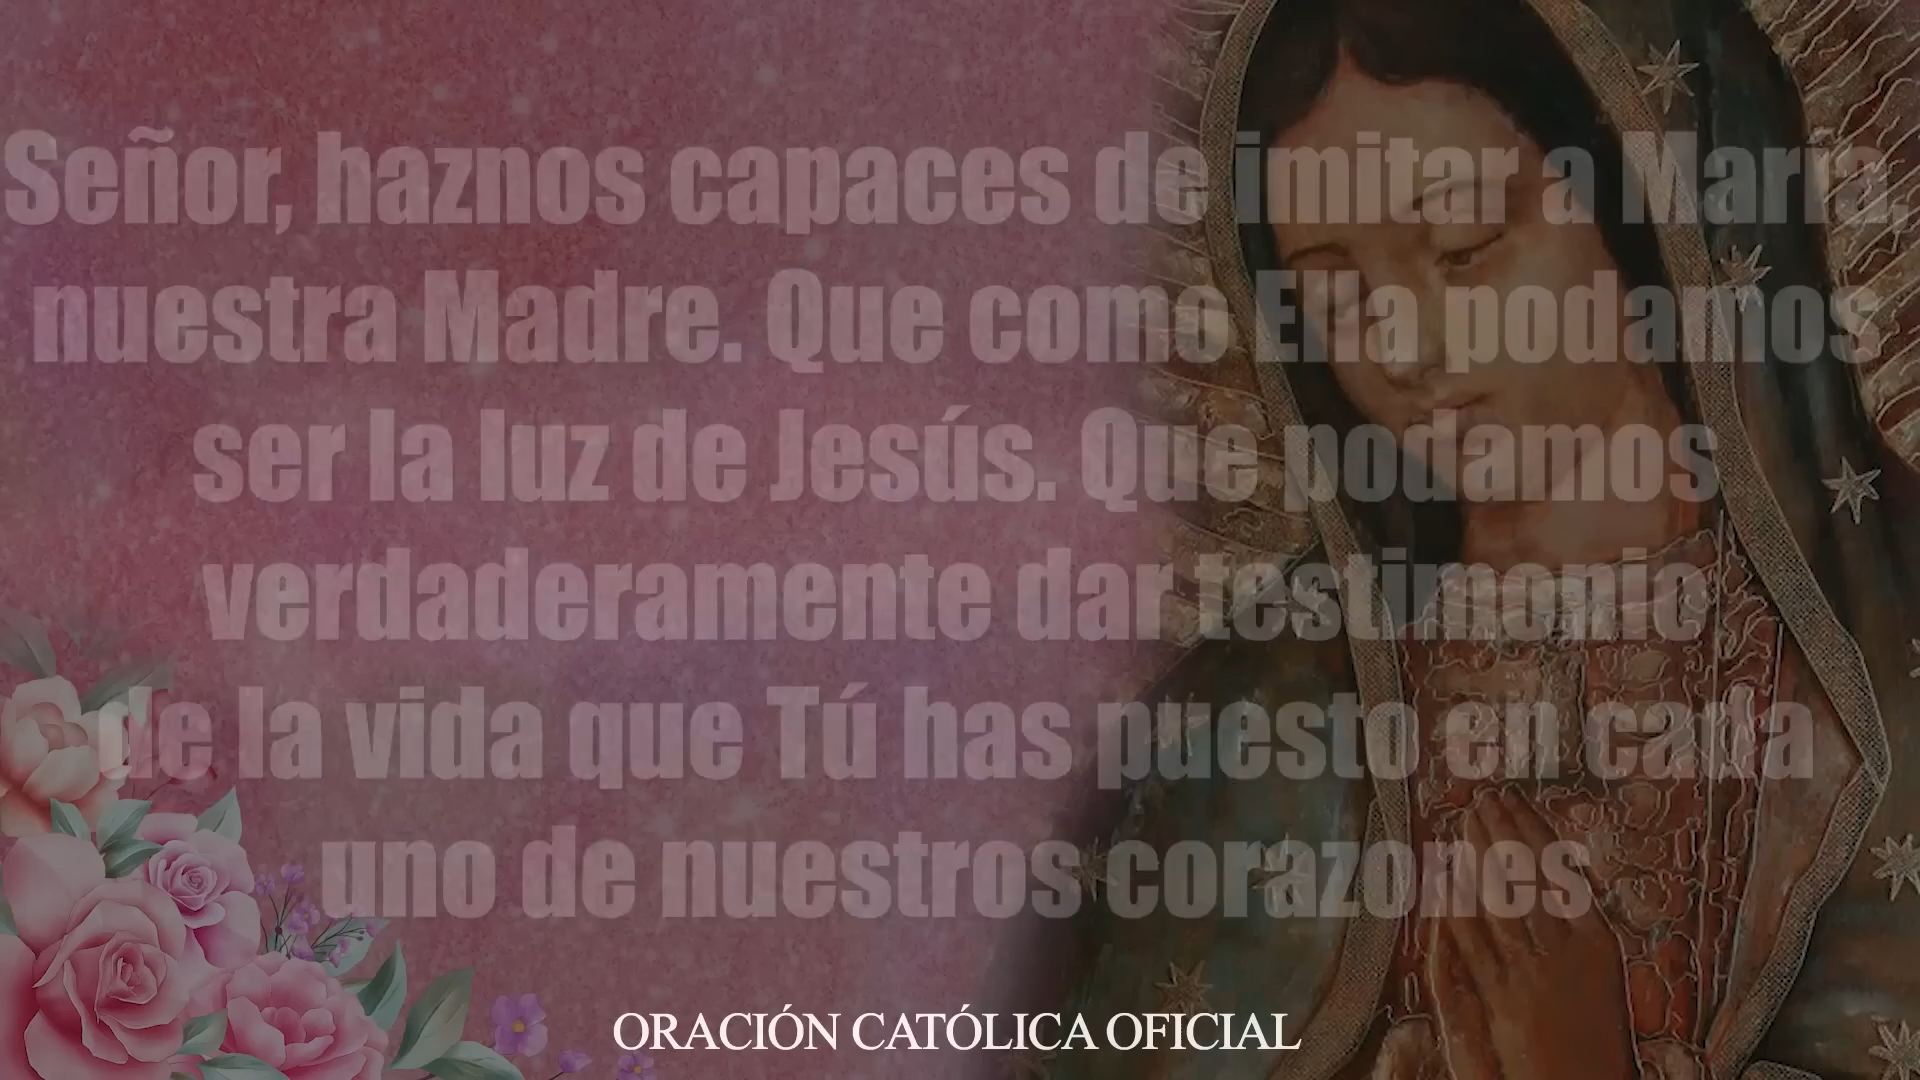 Señor, haznos capaces de imitar a María,
nuestra Madre. Que como Ella podamos
ser la luz de Jesús. Que podamos
verdaderamente dar testimonio
de la vida que Tú has puesto en cada
uno de nuestros corazones
ORACIÓN CATÓLICA OFICIAL